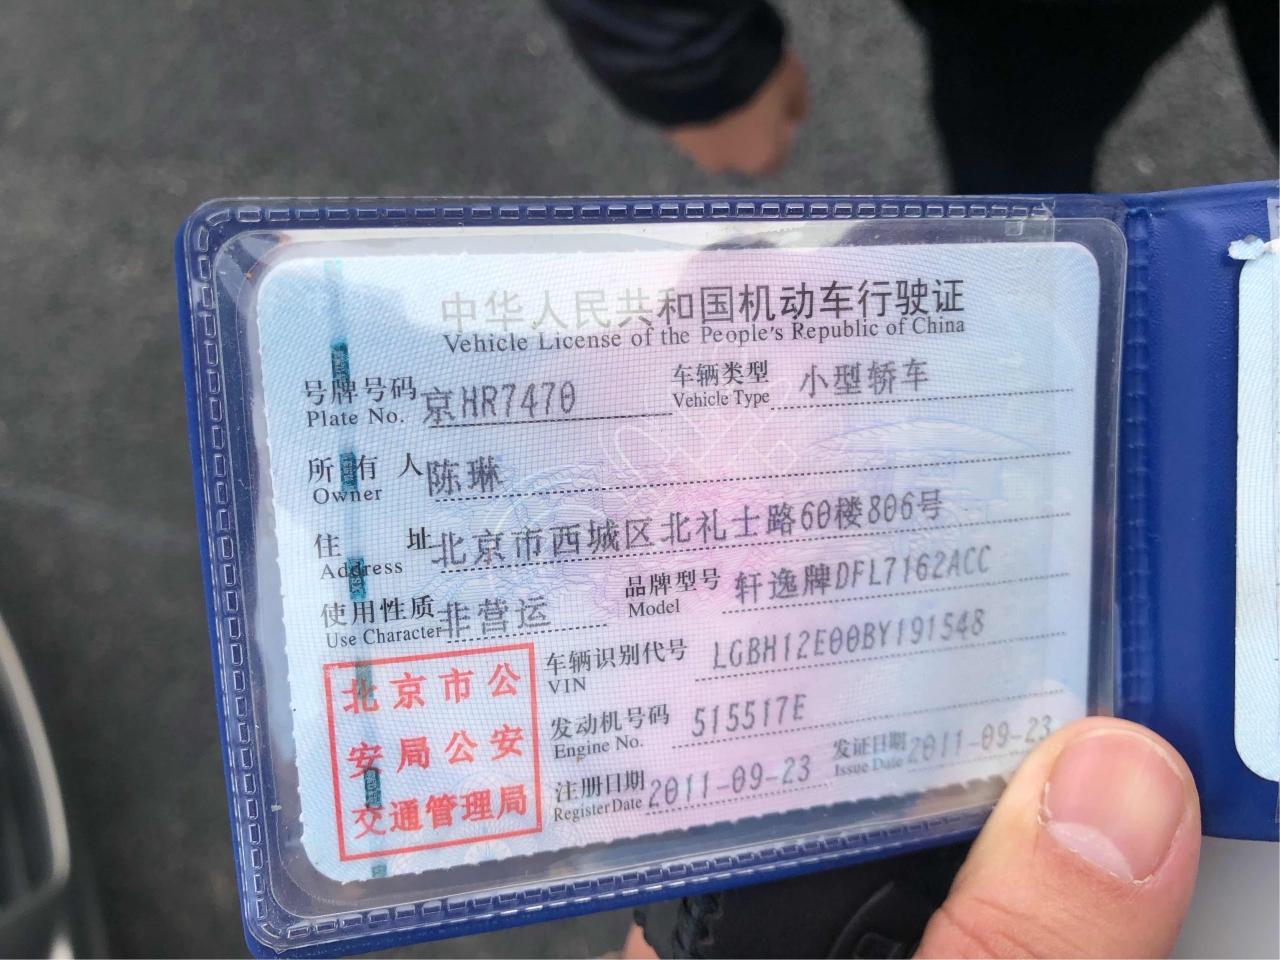 中华人民共和国机动车行驶证
Vehicle License of the People's Republic of China
号牌号码 京HR7470 车辆类型 小型轿车
Plate No. Vehicle Type
所有人 陈琳
Owner
住址 北京市西城区北礼士路60楼806号
Address
使用性质 非营运 品牌型号 轩逸牌DFL7162ACC
Use Character Model
车辆识别代号 LGBH12E00BY191548
VIN
发动机号码 515517E
Engine No.
注册日期 2011-09-23 发证日期 2011-09-23
Register Date Issue Date
北京市公
安局公安
交通管理局